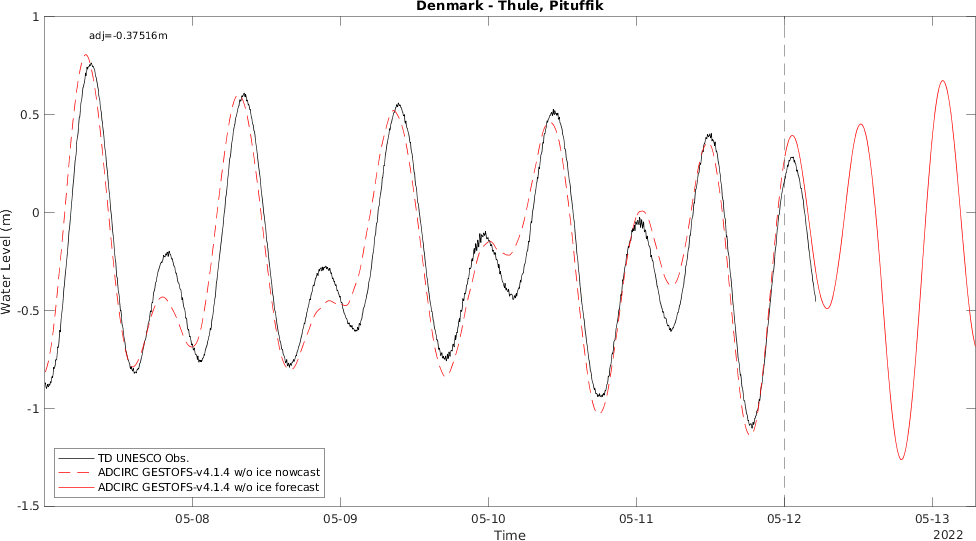 Denmark - Thule, Pituffik
adj=-0.37516m
1
0.5
0
-0.5
-1
-1.5
Water Level (m)
TD UNESCO Obs.
ADCIRC GESTOFS-v4.1.4 w/o ice nowcast
ADCIRC GESTOFS-v4.1.4 w/o ice forecast
05-08 05-09 05-10 05-11 05-12 05-13
Time
2022